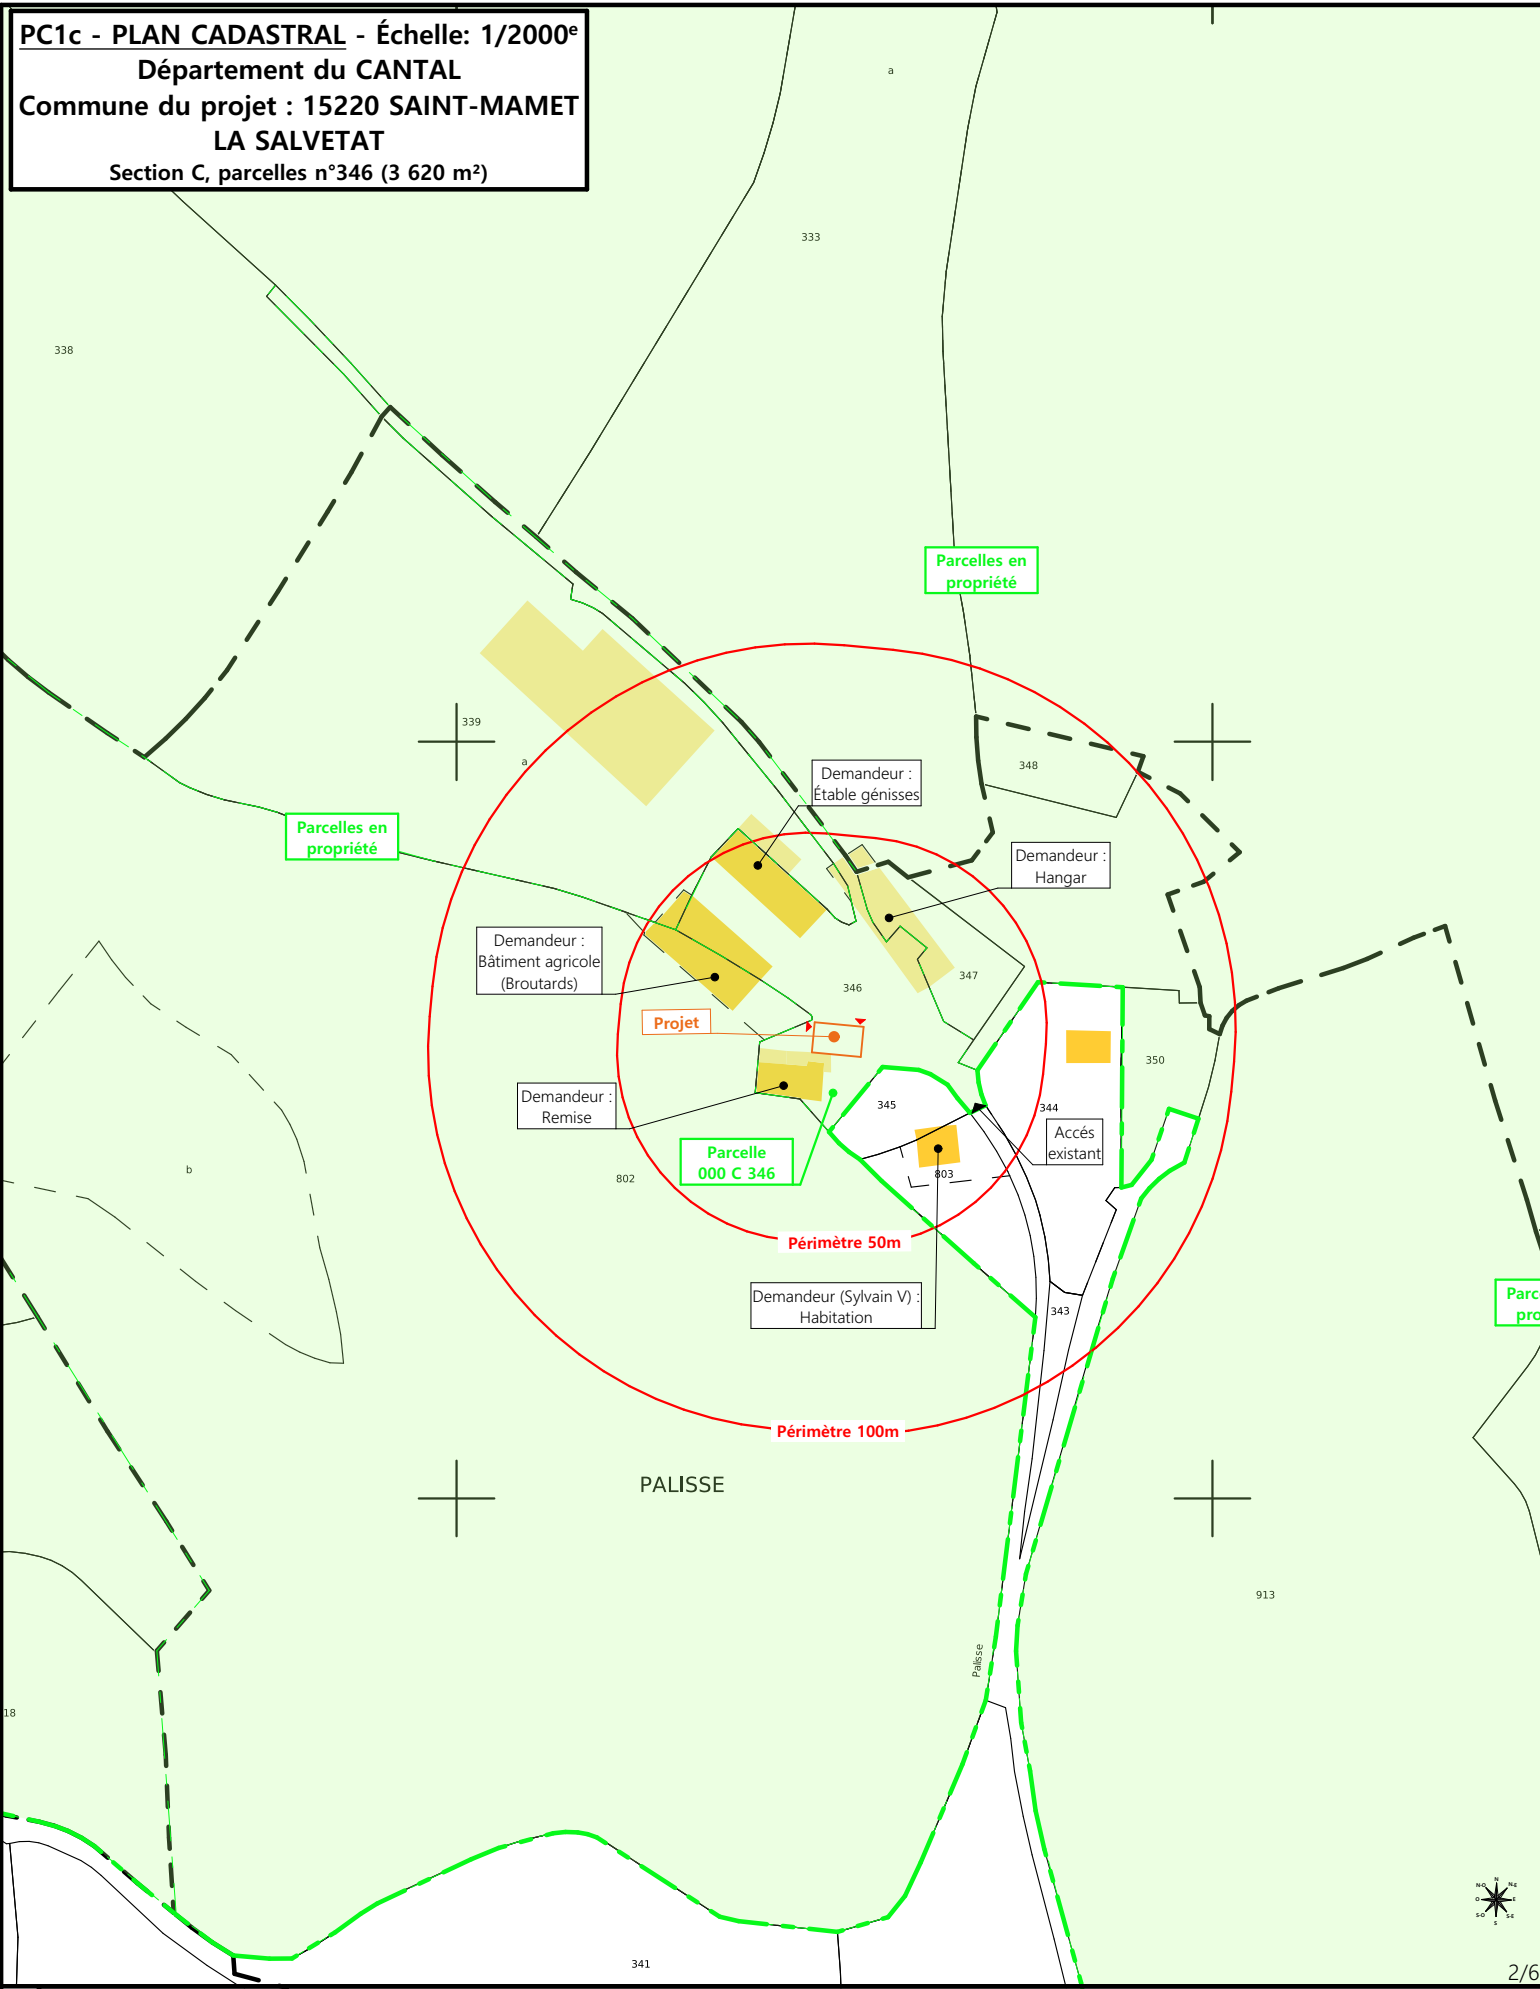 PC1c - PLAN CADASTRAL - Échelle: 1/2000e
Département du CANTAL
Commune du projet : 15220 SAINT-MAMET
LA SALVETAT
Section C, parcelles n°346 (3 620 m²)
a
333
338
Parcelles en
propriété
339
a
348
Demandeur :
Étable génisses
Parcelles en
propriété
Demandeur :
Hangar
Demandeur :
Bâtiment agricole
(Broutards)
347
346
Projet
350
Demandeur :
Remise
345
344
Accés
existant
Parcelle
000 C 346
b
802
803
Périmètre 50m
Demandeur (Sylvain V) :
Habitation
343
Parc
pro
Périmètre 100m
PALISSE
913
Palisse
18
N
N-O
N-E
O
E
S-O
S-E
S
341
2/6